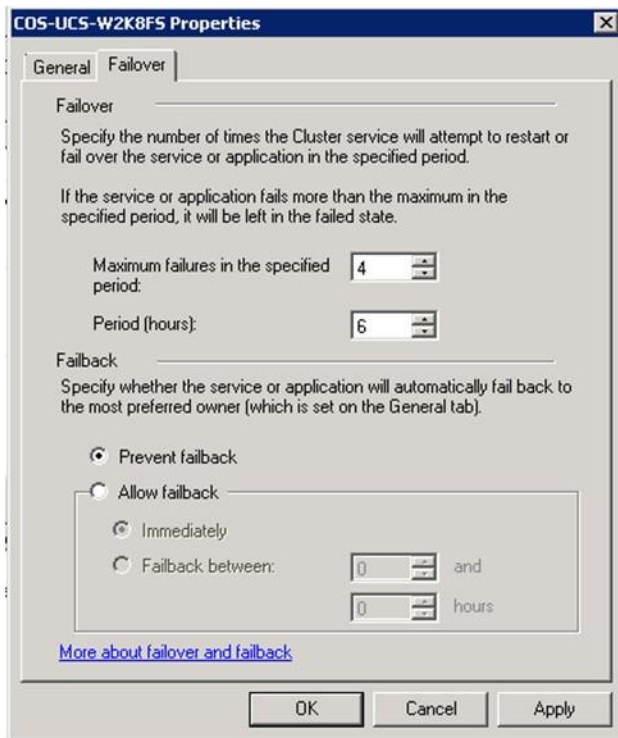 COS-UCS-W2K8FS Properties
General
Failover
Failover
Specify the number of times the Cluster service will attempt to restart or
fail over the service or application in the specified period.
If the service or application fails more than the maximum in the
specified period, it will be left in the failed state.
Maximum failures in the specified
period:
4
Period (hours):
6
Failback
Specify whether the service or application will automatically fail back to
the most preferred owner (which is set on the General tab).
Prevent failback
Allow failback
Immediately
Failback between:
0
and
0
hours
More about failover and failback
OK
Cancel
Apply